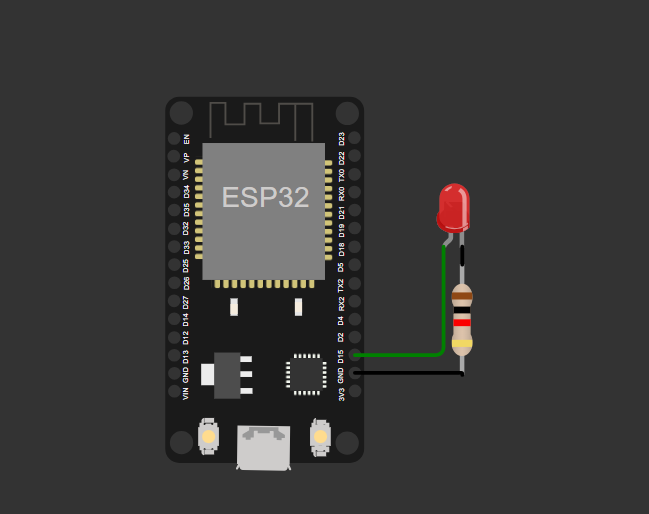 ESP32
EN
VP
VN
D34
D35
D32
D33
D25
D26
D27
D14
D12
D13
GND
VIN
D23
D22
TX0
RX0
D21
D19
D18
D5
TX2
RX2
D4
D2
D15
GND
3V3